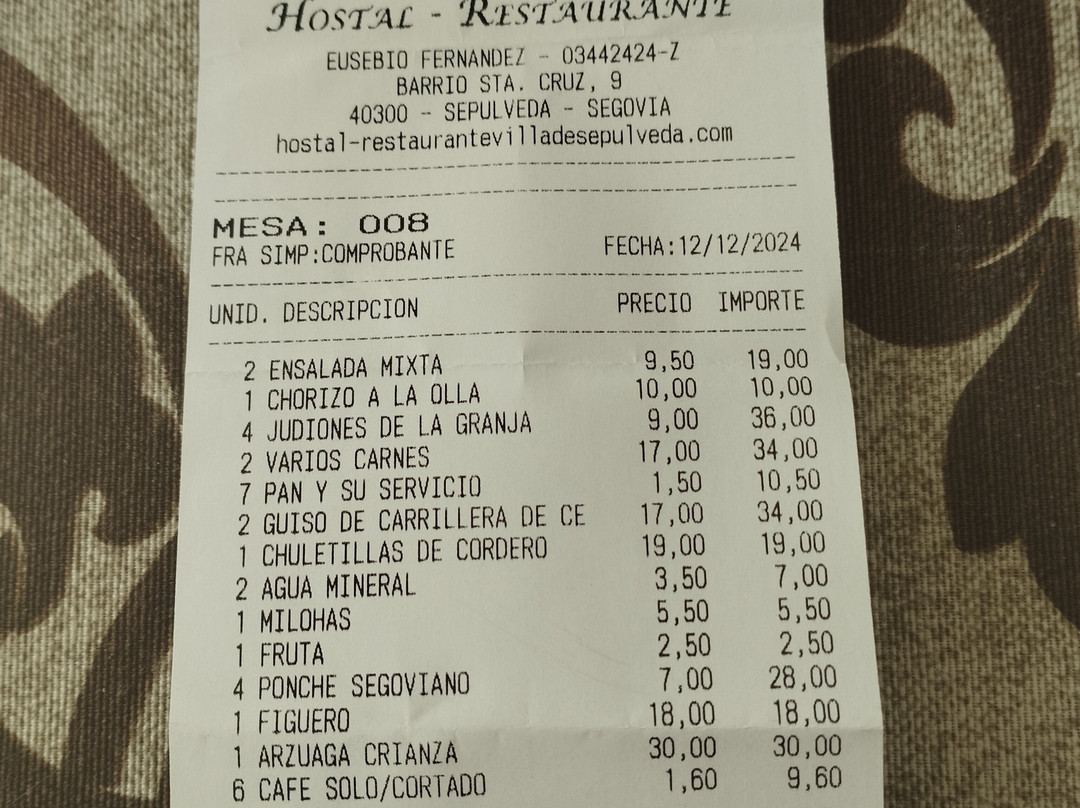 HOSTAL - RESTAURANTE
EUSEBIO FERNANDEZ - 03442424-Z
BARRIO STA. CRUZ, 9
40300 - SEPULVEDA - SEGOVIA
hostal-restaurantevilladesepulveda.com
MESA: 008
FRA SIMP:COMPROBANTE FECHA:12/12/2024
UNID. DESCRIPCION PRECIO IMPORTE
2 ENSALADA MIXTA 9,50 19,00
1 CHORIZO A LA OLLA 10,00 10,00
4 JUDIONES DE LA GRANJA 9,00 36,00
2 VARIOS CARNES 17,00 34,00
7 PAN Y SU SERVICIO 1,50 10,50
2 GUISO DE CARRILLERA DE CE 17,00 34,00
1 CHULETILLAS DE CORDERO 19,00 19,00
2 AGUA MINERAL 3,50 7,00
1 MILOHAS 5,50 5,50
1 FRUTA 2,50 2,50
4 PONCHE SEGOVIANO 7,00 28,00
1 FIGUERO 18,00 18,00
1 ARZUAGA CRIANZA 30,00 30,00
6 CAFE SOLO/CORTADO 1,60 9,60